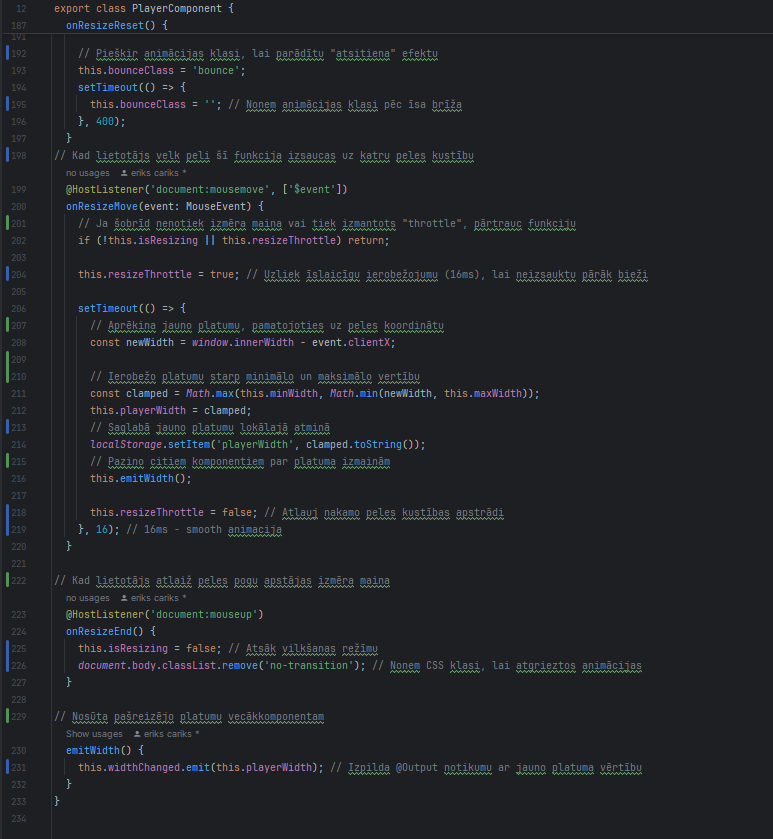 12 export class PlayerComponent {
187 onResizeReset() {
191
192 // Piešķir animācijas klasi, lai parādītu "atsitiena" efektu
193 this.bounceClass = 'bounce';
194 setTimeout(() => {
195 this.bounceClass = ''; // Noņem animācijas klasi pēc īsa brīža
196 }, 400);
197 }
198 // Kad lietotājs velk peli šī funkcija izsaucas uz katru peles kustību
no usages eriks cariks *
199 @HostListener('document:mousemove', ['$event'])
200 onResizeMove(event: MouseEvent) {
201 // Ja šobrīd nenotiek izmēra maiņa vai tiek izmantots "throttle", pārtrauc funkciju
202 if (!this.isResizing || this.resizeThrottle) return;
203
204 this.resizeThrottle = true; // Uzliek īslaicīgu ierobežojumu (16ms), lai neizsauktu pārāk bieži
205
206 setTimeout(() => {
207 // Aprēķina jauno platumu, pamatojoties uz peles koordinātu
208 const newWidth = window.innerWidth - event.clientX;
209
210 // Ierobežo platumu starp minimālo un maksimālo vērtību
211 const clamped = Math.max(this.minWidth, Math.min(newWidth, this.maxWidth));
212 this.playerWidth = clamped;
213 // Saglabā jauno platumu lokālajā atmiņā
214 localStorage.setItem('playerWidth', clamped.toString());
215 // Paziņo citiem komponentiem par platuma izmaiņām
216 this.emitWidth();
217
218 this.resizeThrottle = false; // Atļauj nākamo peles kustības apstrādi
219 }, 16); // 16ms - smooth animacija
220 }
221
222 // Kad lietotājs atlaiž peles pogu apstājas izmēra maiņa
no usages eriks cariks *
223 @HostListener('document:mouseup')
224 onResizeEnd() {
225 this.isResizing = false; // Atsāk vilkšanas režīmu
226 document.body.classList.remove('no-transition'); // Noņem CSS klasi, lai atgrieztos animācijas
227 }
228
229 // Nosūta pašreizējo platumu vecākkomponentam
Show usages eriks cariks *
230 emitWidth() {
231 this.widthChanged.emit(this.playerWidth); // Izpilda @Output notikumu ar jauno platuma vērtību
232 }
233 }
234